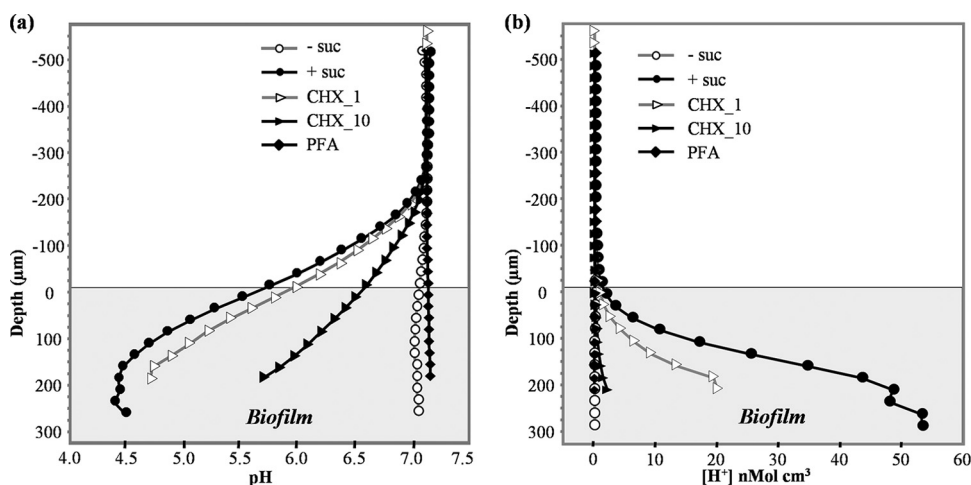 (a)
- suc
+ suc
CHX_1
CHX_10
PFA
Depth (µm)
-500
-400
-300
-200
-100
0
100
200
300
Biofilm
4.0 4.5 5.0 5.5 6.0 6.5 7.0 7.5
pH
(b)
- suc
+ suc
CHX_1
CHX_10
PFA
Depth (µm)
-500
-400
-300
-200
-100
0
100
200
300
Biofilm
0 10 20 30 40 50 60
[H⁺] nMol cm³